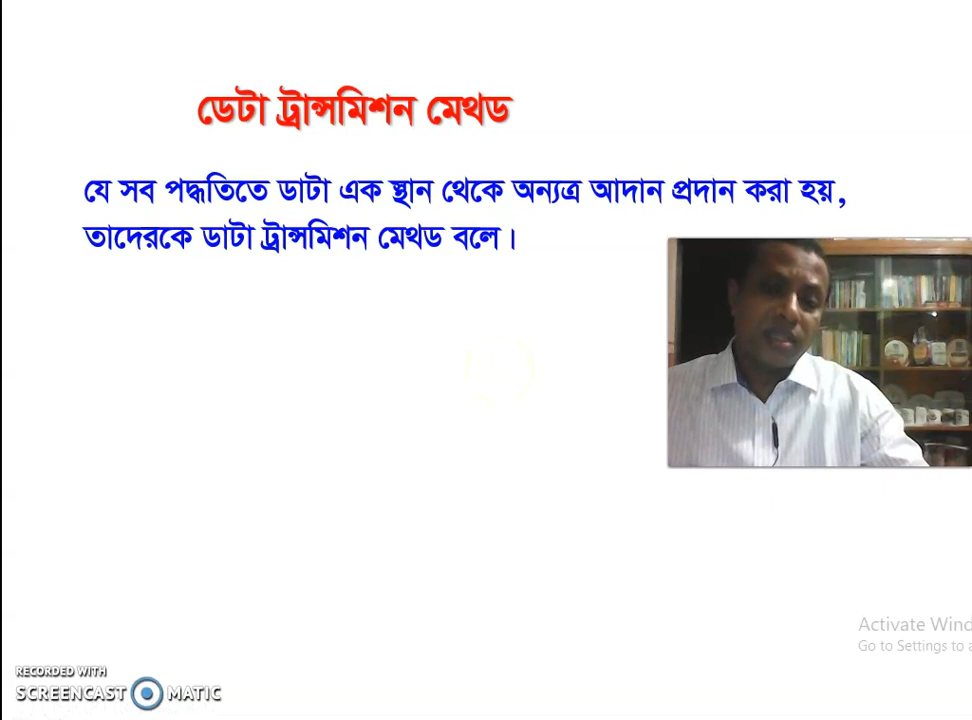 ডেটা ট্রান্সমিশন মেথড
যে সব পদ্ধতিতে ডাটা এক স্থান থেকে অন্যত্র আদান প্রদান করা হয়,
তাদেরকে ডাটা ট্রান্সমিশন মেথড বলে।
Activate Wind
Go to Settings to a
RECORDED WITH
SCREENCAST MATIC